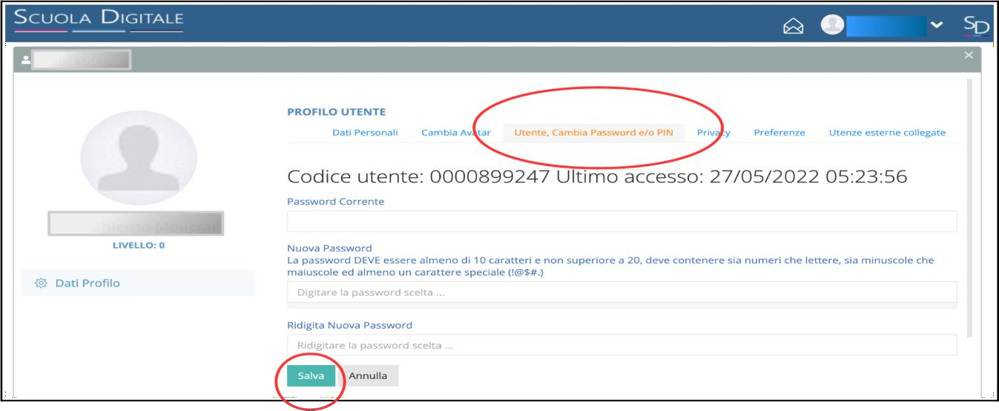 SCUOLA DIGITALE
SD
PROFILO UTENTE
Dati Personali Cambia Avatar Utente, Cambia Password e/o PIN Privacy Preferenze Utenze esterne collegate
Codice utente: 0000899247 Ultimo accesso: 27/05/2022 05:23:56
Password Corrente
LIVELLO: 0
Dati Profilo
Nuova Password
La password DEVE essere almeno di 10 caratteri e non superiore a 20, deve contenere sia numeri che lettere, sia minuscole che
maiuscole ed almeno un carattere speciale (!@$#.)
Digitare la password scelta ...
Ridigita Nuova Password
Ridigitare la password scelta ...
Salva Annulla